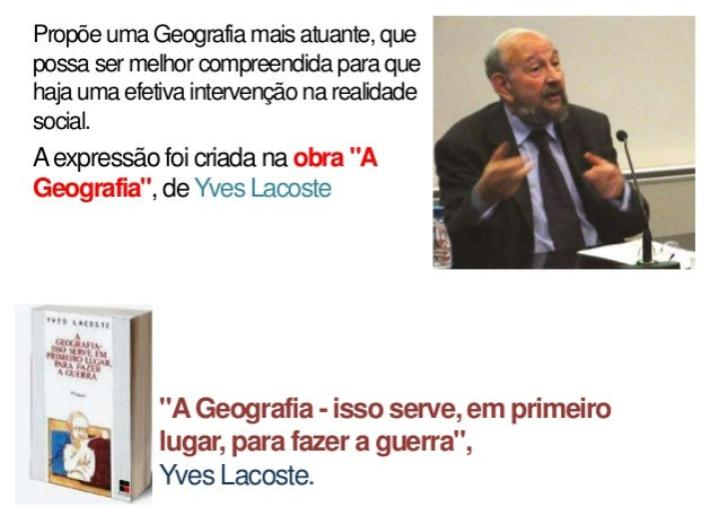 Propõe uma Geografia mais atuante, que
possa ser melhor compreendida para que
haja uma efetiva intervenção na realidade
social.
A expressão foi criada na obra "A
Geografia", de Yves Lacoste
YVES LACOSTE
A
GEOGRAFIA-
ISSO SERVE, EM
PRIMEIRO LUGAR,
PARA FAZER
A GUERRA
"A Geografia - isso serve, em primeiro
lugar, para fazer a guerra",
Yves Lacoste.